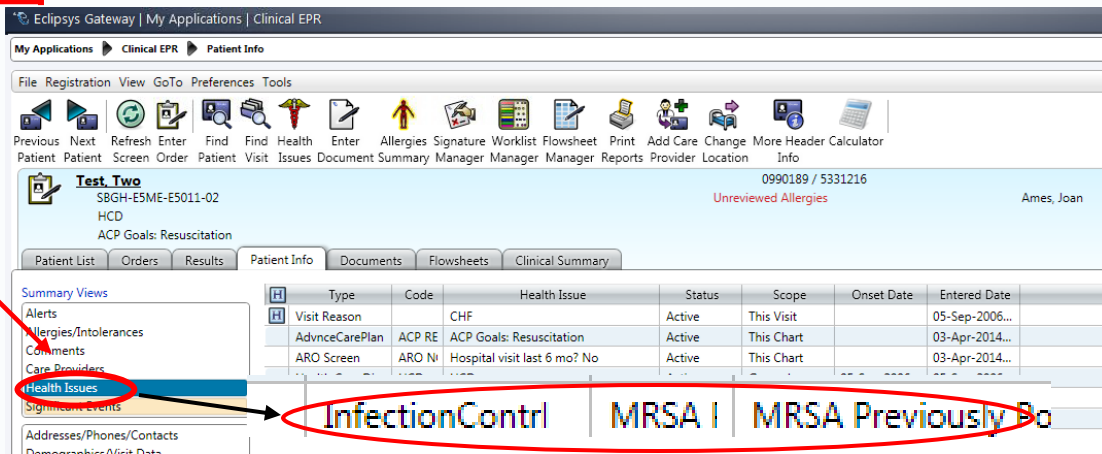 Eclipsys Gateway | My Applications | Clinical EPR
My Applications Clinical EPR Patient Info
File Registration View GoTo Preferences Tools
Previous Patient Next Patient Refresh Screen Enter Order Find Patient Find Visit Health Issues Enter Document Allergies Summary Signature Manager Worklist Manager Flowsheet Manager Print Reports Add Care Provider Change Location More Header Info Calculator
Test, Two 0990189 / 5331216
SBGH-E5ME-E5011-02 Unreviewed Allergies Ames, Joan
HCD
ACP Goals: Resuscitation
Patient List Orders Results Patient Info Documents Flowsheets Clinical Summary
Summary Views
Alerts
Allergies/Intolerances
Comments
Care Providers
Health Issues
Significant Events
Addresses/Phones/Contacts
Demographics/Visit Data
H Type Code Health Issue Status Scope Onset Date Entered Date
H Visit Reason CHF Active This Visit 05-Sep-2006...
AdvnceCarePlan ACP RE ACP Goals: Resuscitation Active This Chart 03-Apr-2014...
ARO Screen ARO N Hospital visit last 6 mo? No Active This Chart 03-Apr-2014...
InfectionContrl MRSA MRSA Previously Po